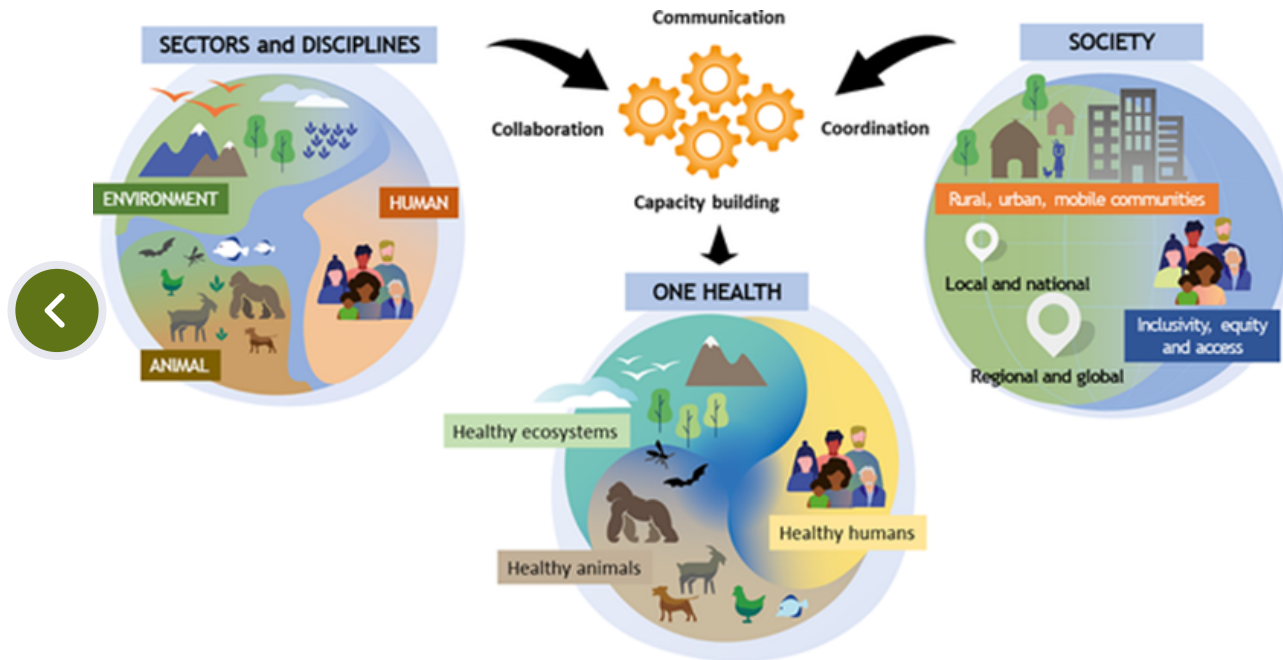 SECTORS and DISCIPLINES
ENVIRONMENT
HUMAN
ANIMAL
Communication
Collaboration
Coordination
Capacity building
SOCIETY
Rural, urban, mobile communities
Local and national
Inclusivity, equity
and access
Regional and global
ONE HEALTH
Healthy ecosystems
Healthy humans
Healthy animals